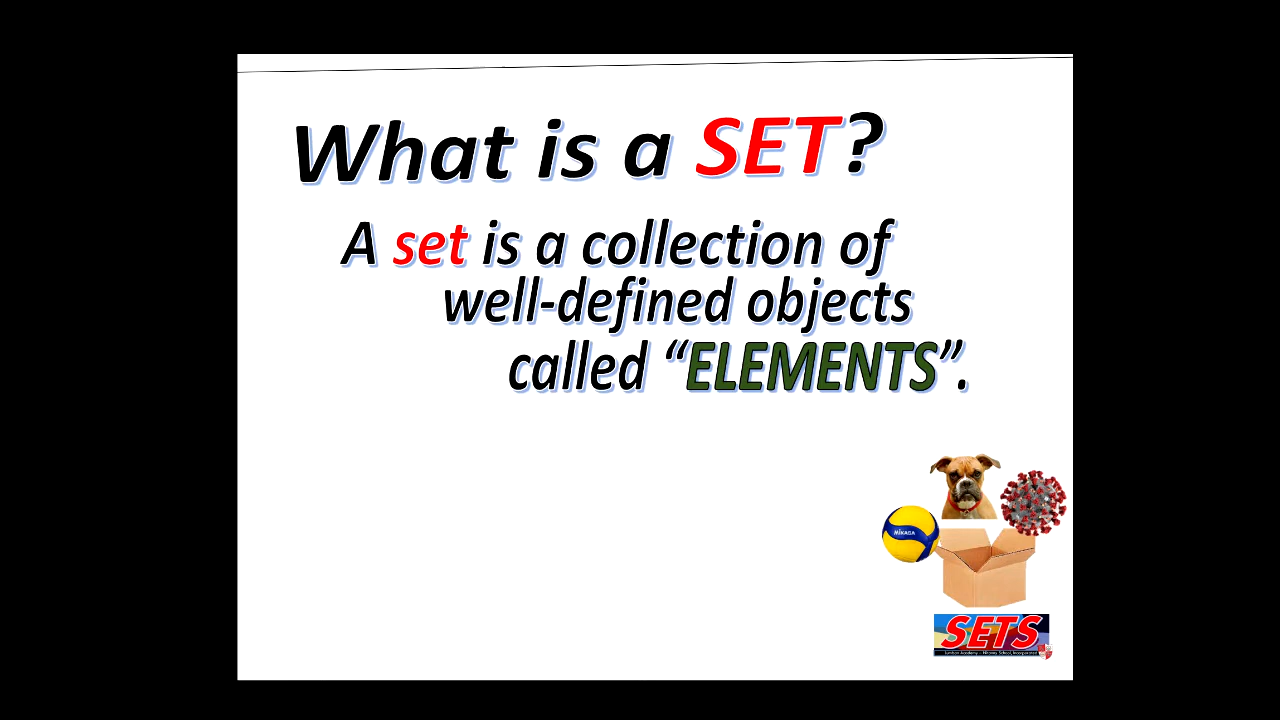 What is a SET?
A set is a collection of
well-defined objects
called “ELEMENTS”.
MIKASA
SETS